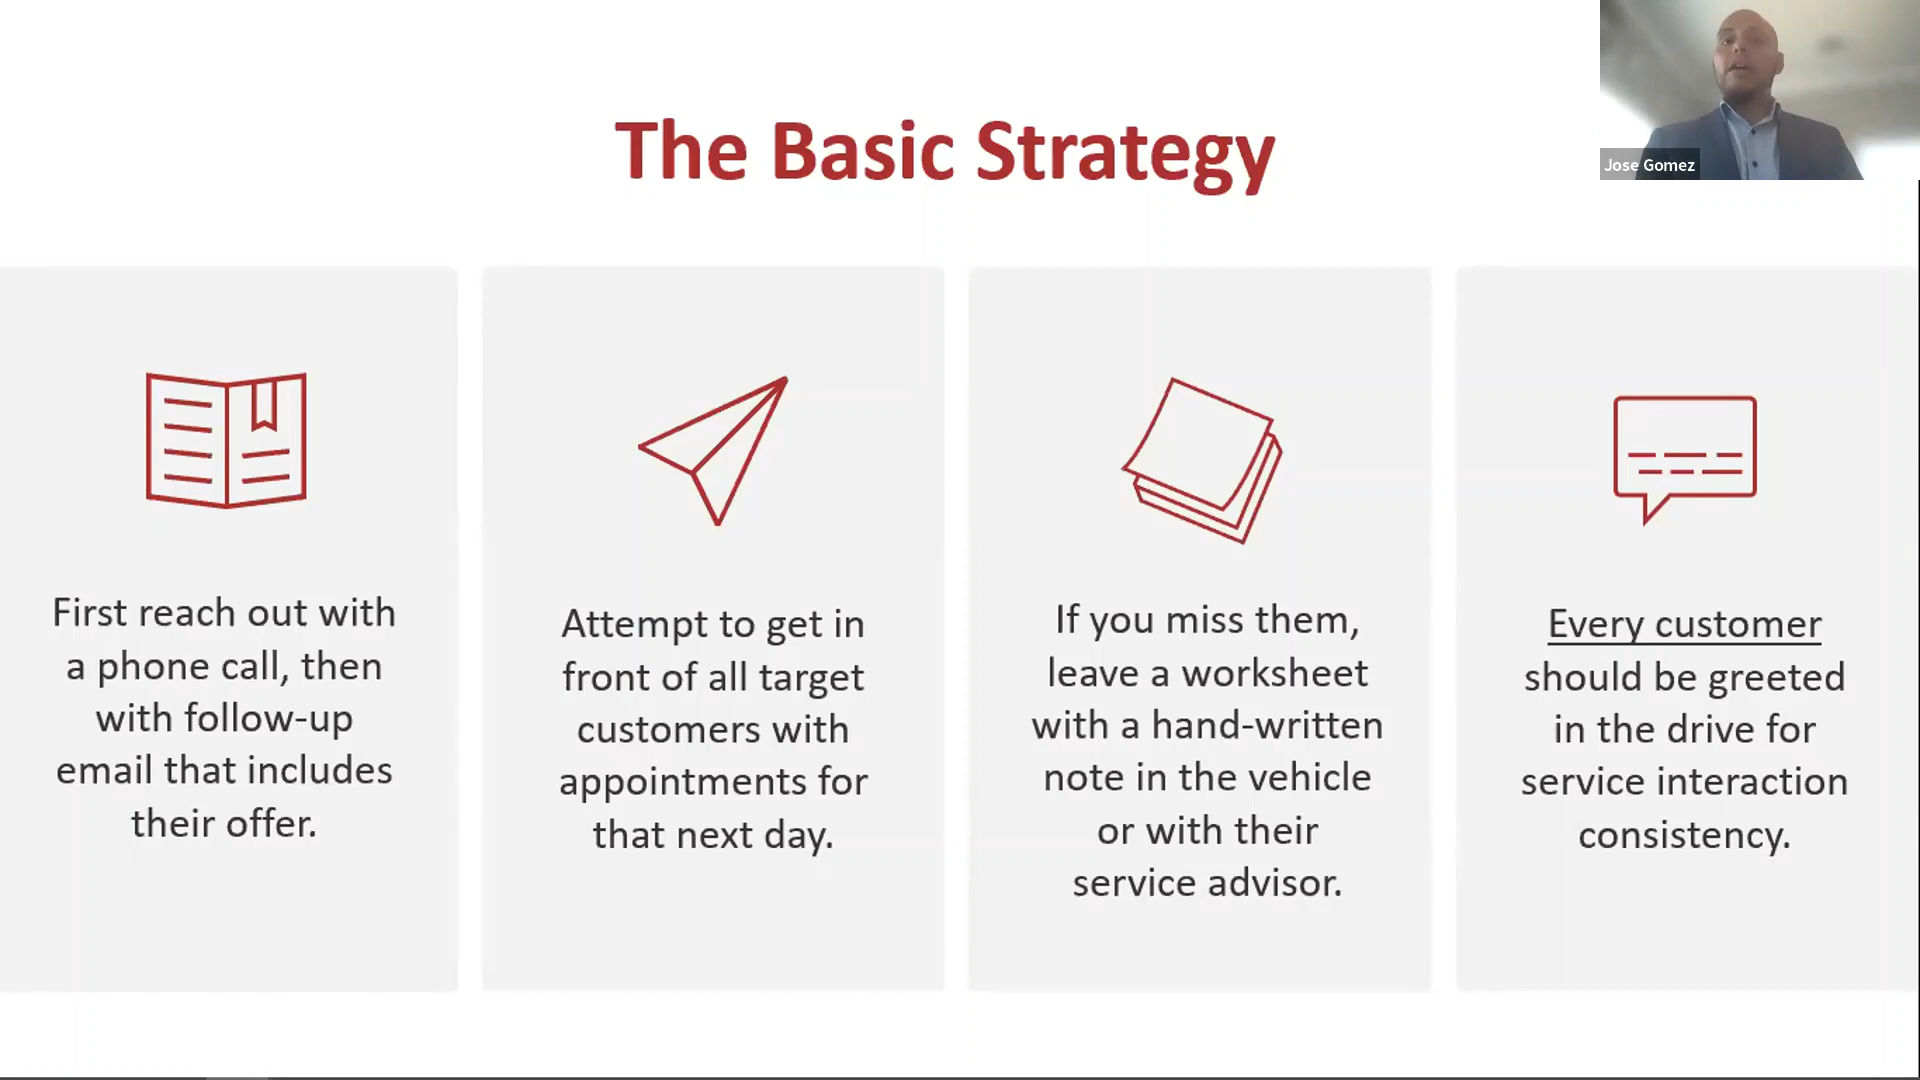 Jose Gomez
The Basic Strategy
First reach out with
a phone call, then
with follow-up
email that includes
their offer.
Attempt to get in
front of all target
customers with
appointments for
that next day.
If you miss them,
leave a worksheet
with a hand-written
note in the vehicle
or with their
service advisor.
Every customer
should be greeted
in the drive for
service interaction
consistency.